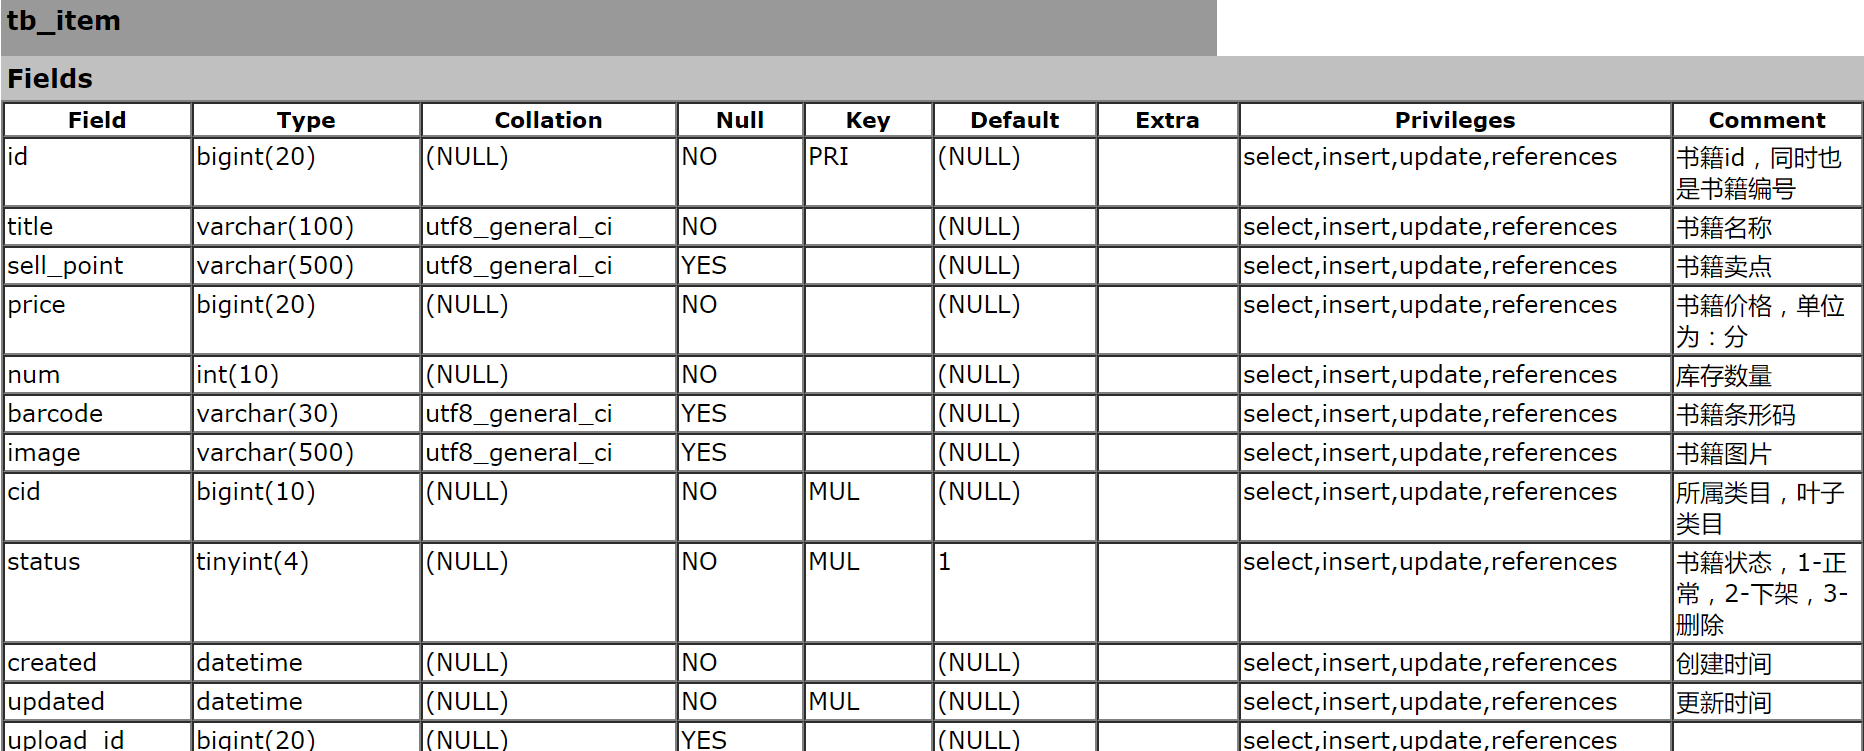 tb_item
Fields
Field Type Collation Null Key Default Extra Privileges Comment
id bigint(20) (NULL) NO PRI (NULL) select,insert,update,references 书籍id，同时也
是书籍编号
title varchar(100) utf8_general_ci NO (NULL) select,insert,update,references 书籍名称
sell_point varchar(500) utf8_general_ci YES (NULL) select,insert,update,references 书籍卖点
price bigint(20) (NULL) NO (NULL) select,insert,update,references 书籍价格，单位
为：分
num int(10) (NULL) NO (NULL) select,insert,update,references 库存数量
barcode varchar(30) utf8_general_ci YES (NULL) select,insert,update,references 书籍条形码
image varchar(500) utf8_general_ci YES (NULL) select,insert,update,references 书籍图片
cid bigint(10) (NULL) NO MUL (NULL) select,insert,update,references 所属类目，叶子
类目
status tinyint(4) (NULL) NO MUL 1 select,insert,update,references 书籍状态，1-正
常，2-下架，3-
删除
created datetime (NULL) NO (NULL) select,insert,update,references 创建时间
updated datetime (NULL) NO MUL (NULL) select,insert,update,references 更新时间
upload_id bigint(20) (NULL) YES (NULL) select,insert,update,references